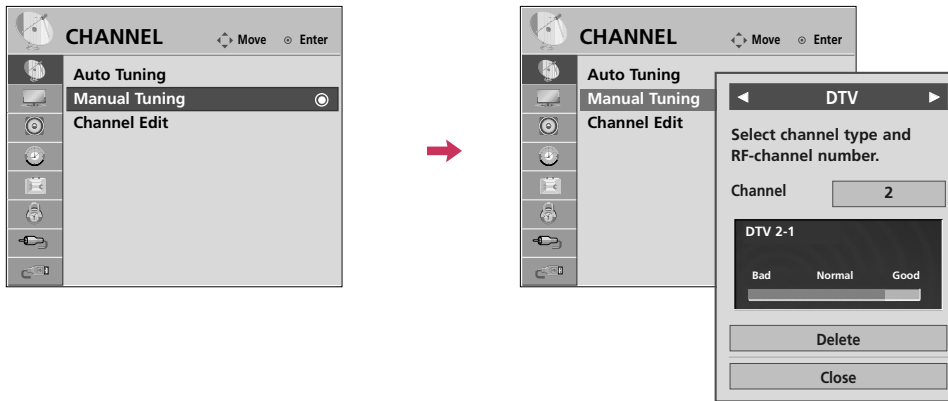 CHANNEL Move Enter
Auto Tuning
Manual Tuning
Channel Edit
CHANNEL Move Enter
Auto Tuning
Manual Tuning
Channel Edit
◀ DTV ▶
Select channel type and
RF-channel number.
Channel 2
DTV 2-1
Bad Normal Good
Delete
Close